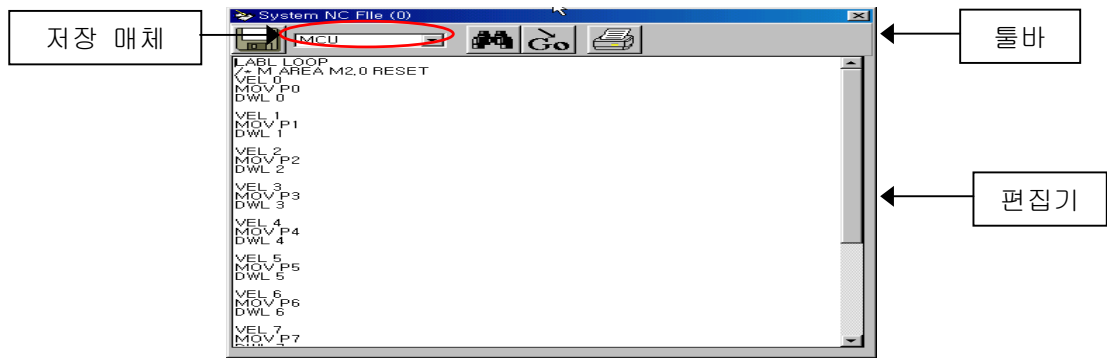 System NC File (0)
저장 매체
MCU
Go
툴바
LABL LOOP
/* M AREA M2,0 RESET
VEL 0
MOV P0
DWL 0
VEL 1
MOV P1
DWL 1
VEL 2
MOV P2
DWL 2
VEL 3
MOV P3
DWL 3
편집기
VEL 4
MOV P4
DWL 4
VEL 5
MOV P5
DWL 5
VEL 6
MOV P6
DWL 6
VEL 7
MOV P7